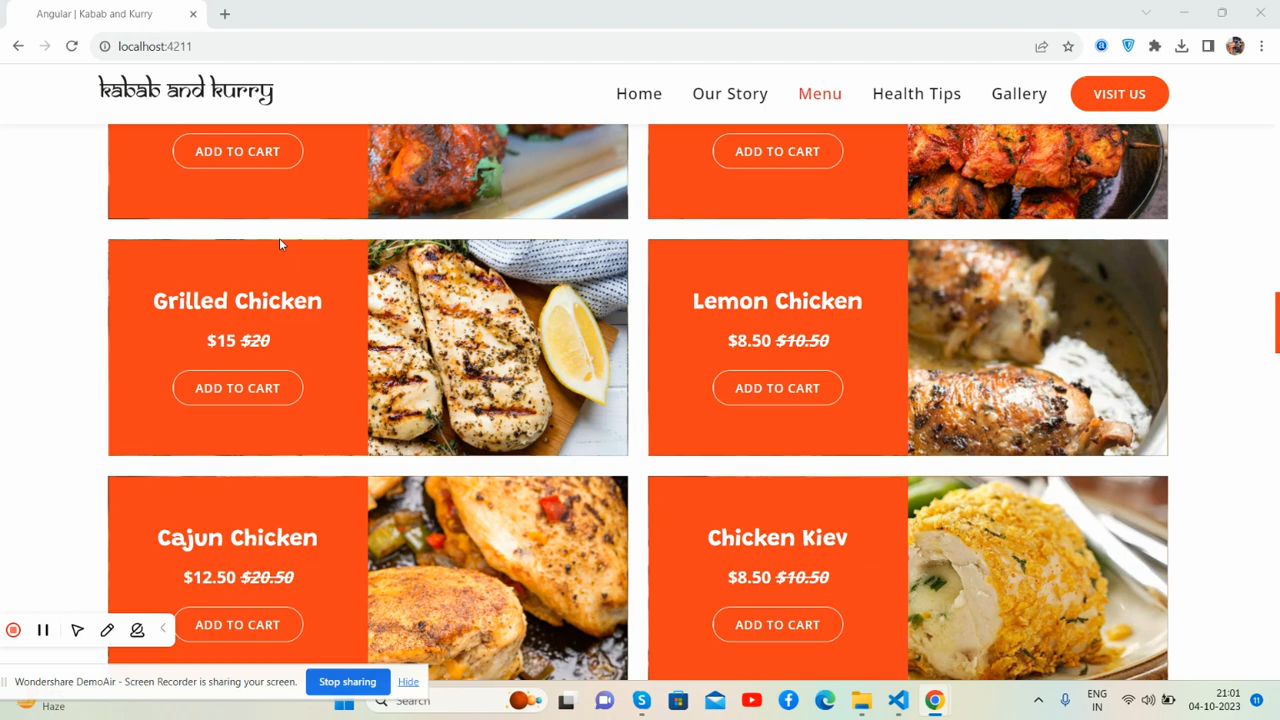 Angular | Kabab and Kurry
localhost:4211
kabab and kurry
Home
Our Story
Menu
Health Tips
Gallery
VISIT US
ADD TO CART
ADD TO CART
Grilled Chicken
$15 $20
ADD TO CART
Lemon Chicken
$8.50 $10.50
ADD TO CART
Cajun Chicken
$12.50 $20.50
ADD TO CART
Chicken Kiev
$8.50 $10.50
ADD TO CART
Wondershare DemoAir - Screen Recorder is sharing your screen.
Stop sharing
Hide
Haze
Search
ENG
IN
21:01
04-10-2023
11